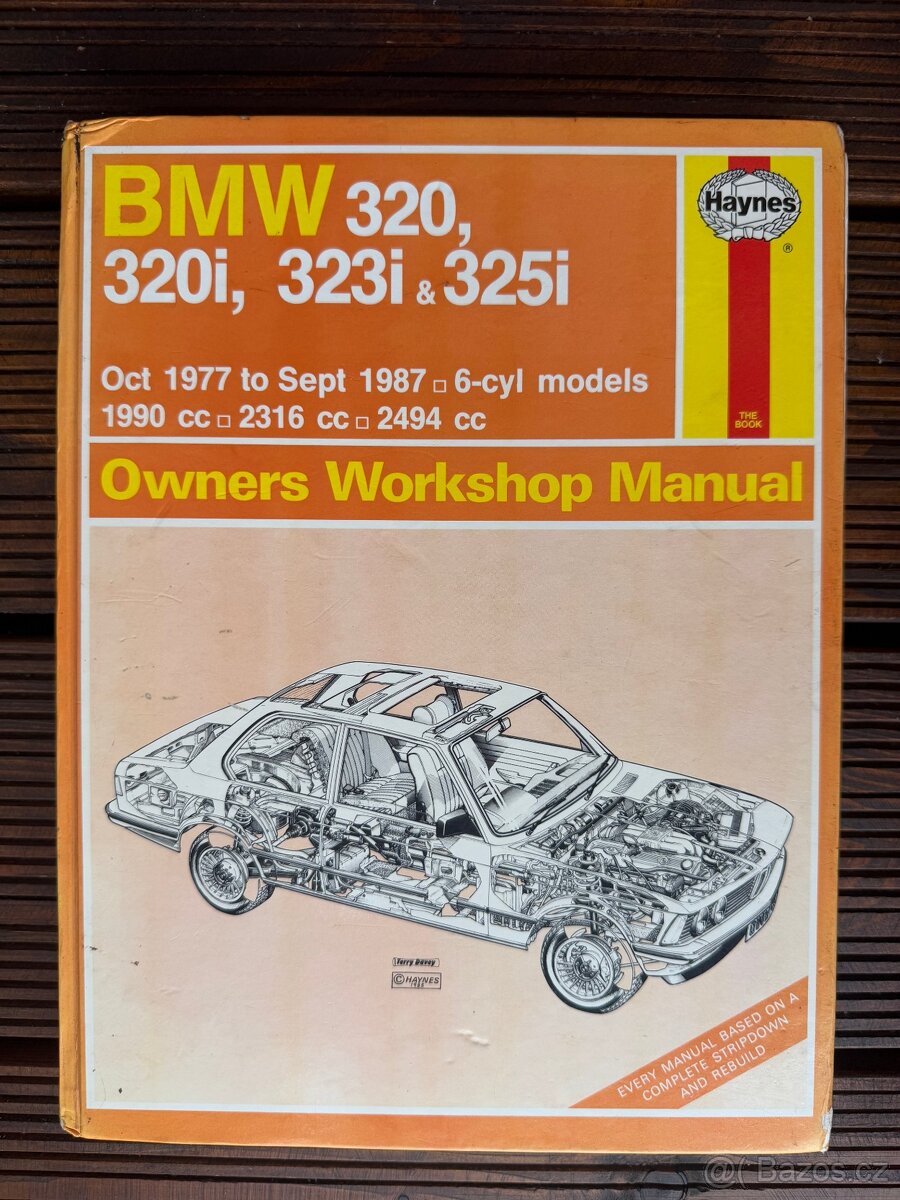 BMW 320,
320i, 323i & 325i
Haynes
®
Oct 1977 to Sept 1987 □ 6-cyl models
1990 cc □ 2316 cc □ 2494 cc
THE
BOOK
Owners Workshop Manual
Terry Davey
© HAYNES
EVERY MANUAL BASED ON A
COMPLETE STRIPDOWN
AND REBUILD
@( Bazos.cz